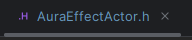 .H AuraEffectActor.h ×